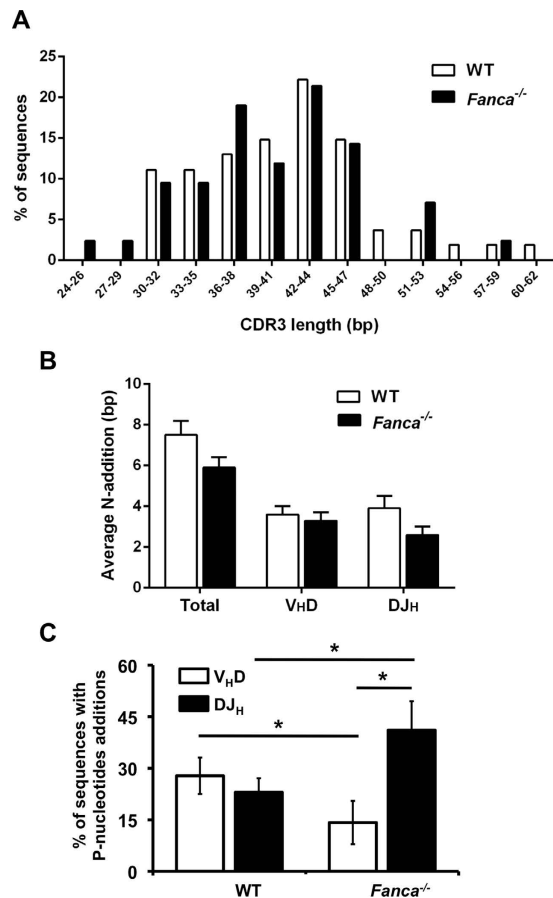 A
WT
Fanca-/-
% of sequences
25
20
15
10
5
0
24-26
27-29
30-32
33-35
36-38
39-41
42-44
45-47
48-50
51-53
54-56
57-59
60-62
CDR3 length (bp)
B
WT
Fanca-/-
Average N-addition (bp)
10
8
6
4
2
0
Total
VHD
DJH
C
VHD
DJH
*
*
*
% of sequences with
P-nucleotides additions
60
45
30
15
0
WT
Fanca-/-